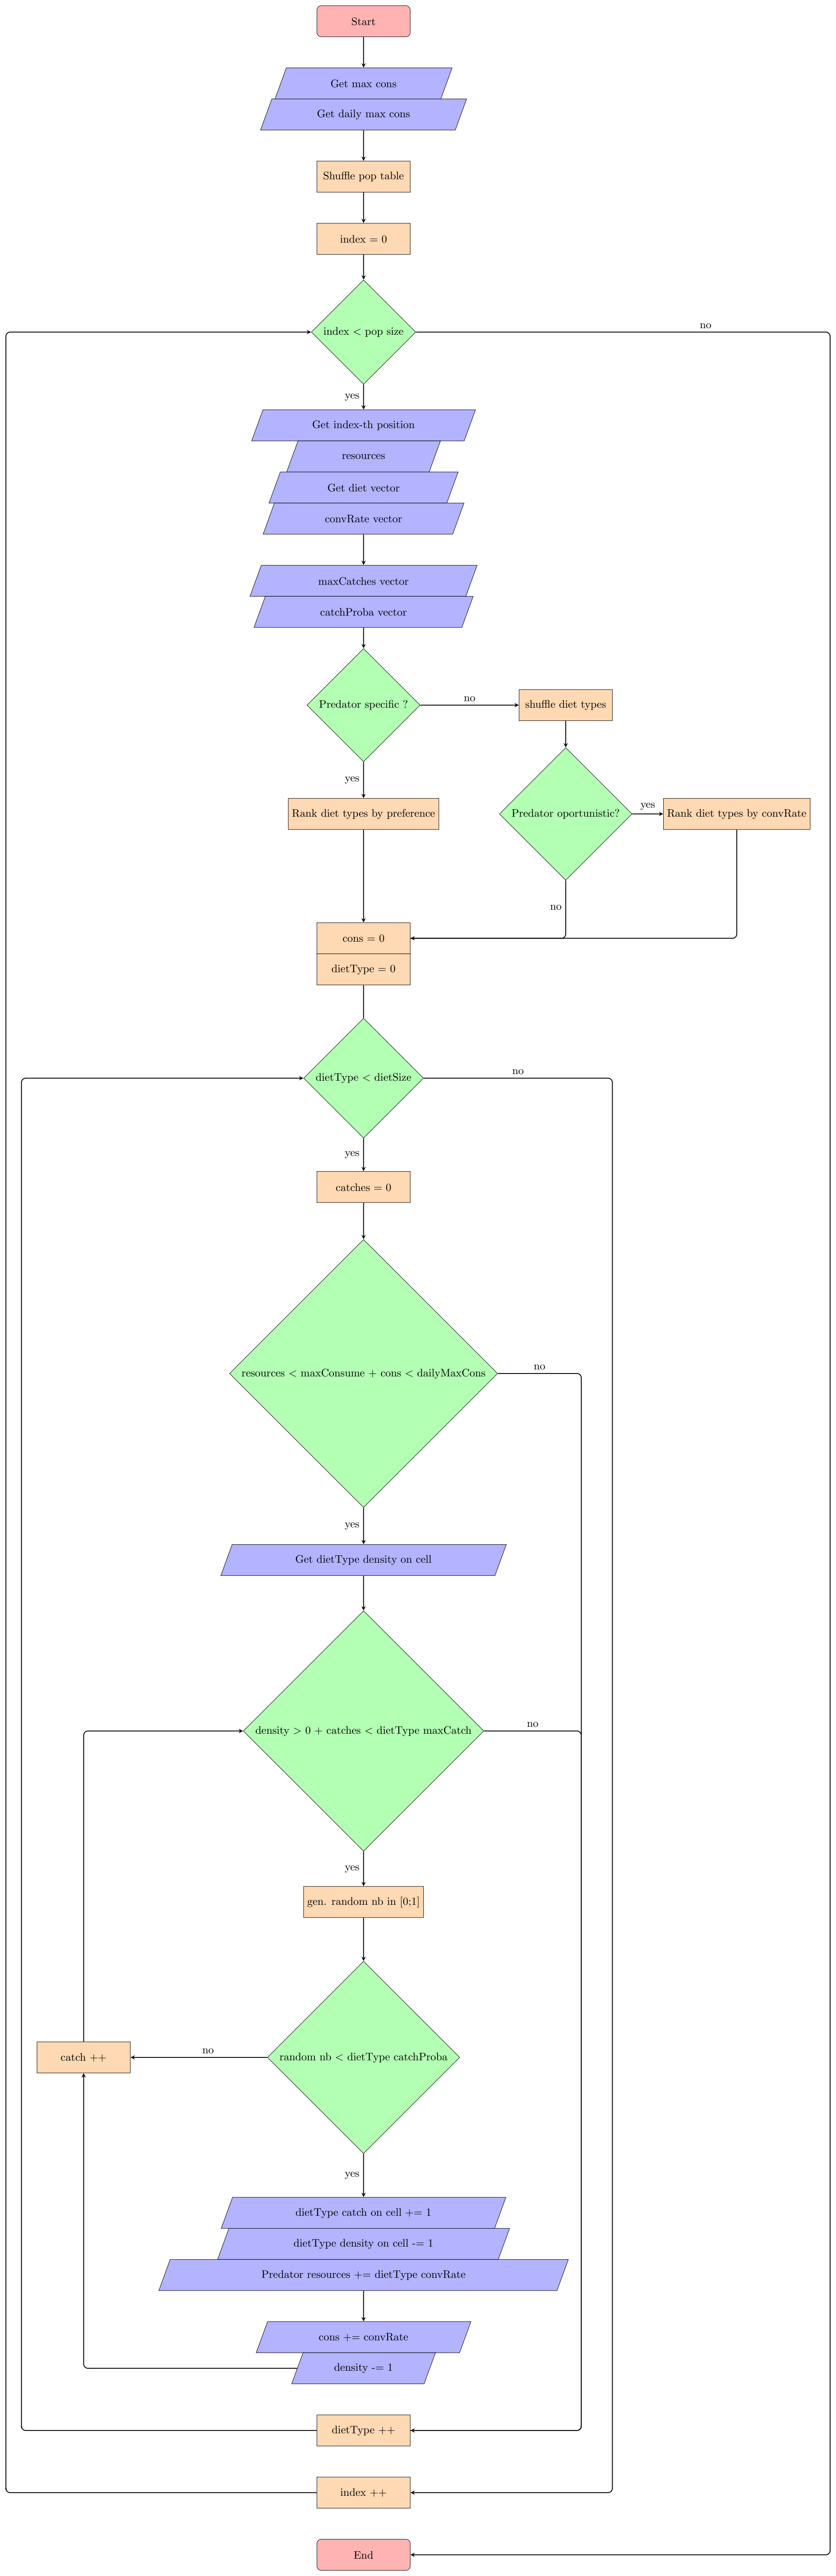 Start
Get max cons
Get daily max cons
Shuffle pop table
index = 0
index < pop size
no
yes
Get index-th position
resources
Get diet vector
convRate vector
maxCatches vector
catchProba vector
Predator specific ?
no
shuffle diet types
yes
Rank diet types by preference
Predator oportunistic?
yes
Rank diet types by convRate
no
cons = 0
dietType = 0
dietType < dietSize
no
yes
catches = 0
resources < maxConsume + cons < dailyMaxCons
no
yes
Get dietType density on cell
density > 0 + catches < dietType maxCatch
no
yes
gen. random nb in [0;1]
random nb < dietType catchProba
no
catch ++
yes
dietType catch on cell += 1
dietType density on cell -= 1
Predator resources += dietType convRate
cons += convRate
density -= 1
dietType ++
index ++
End